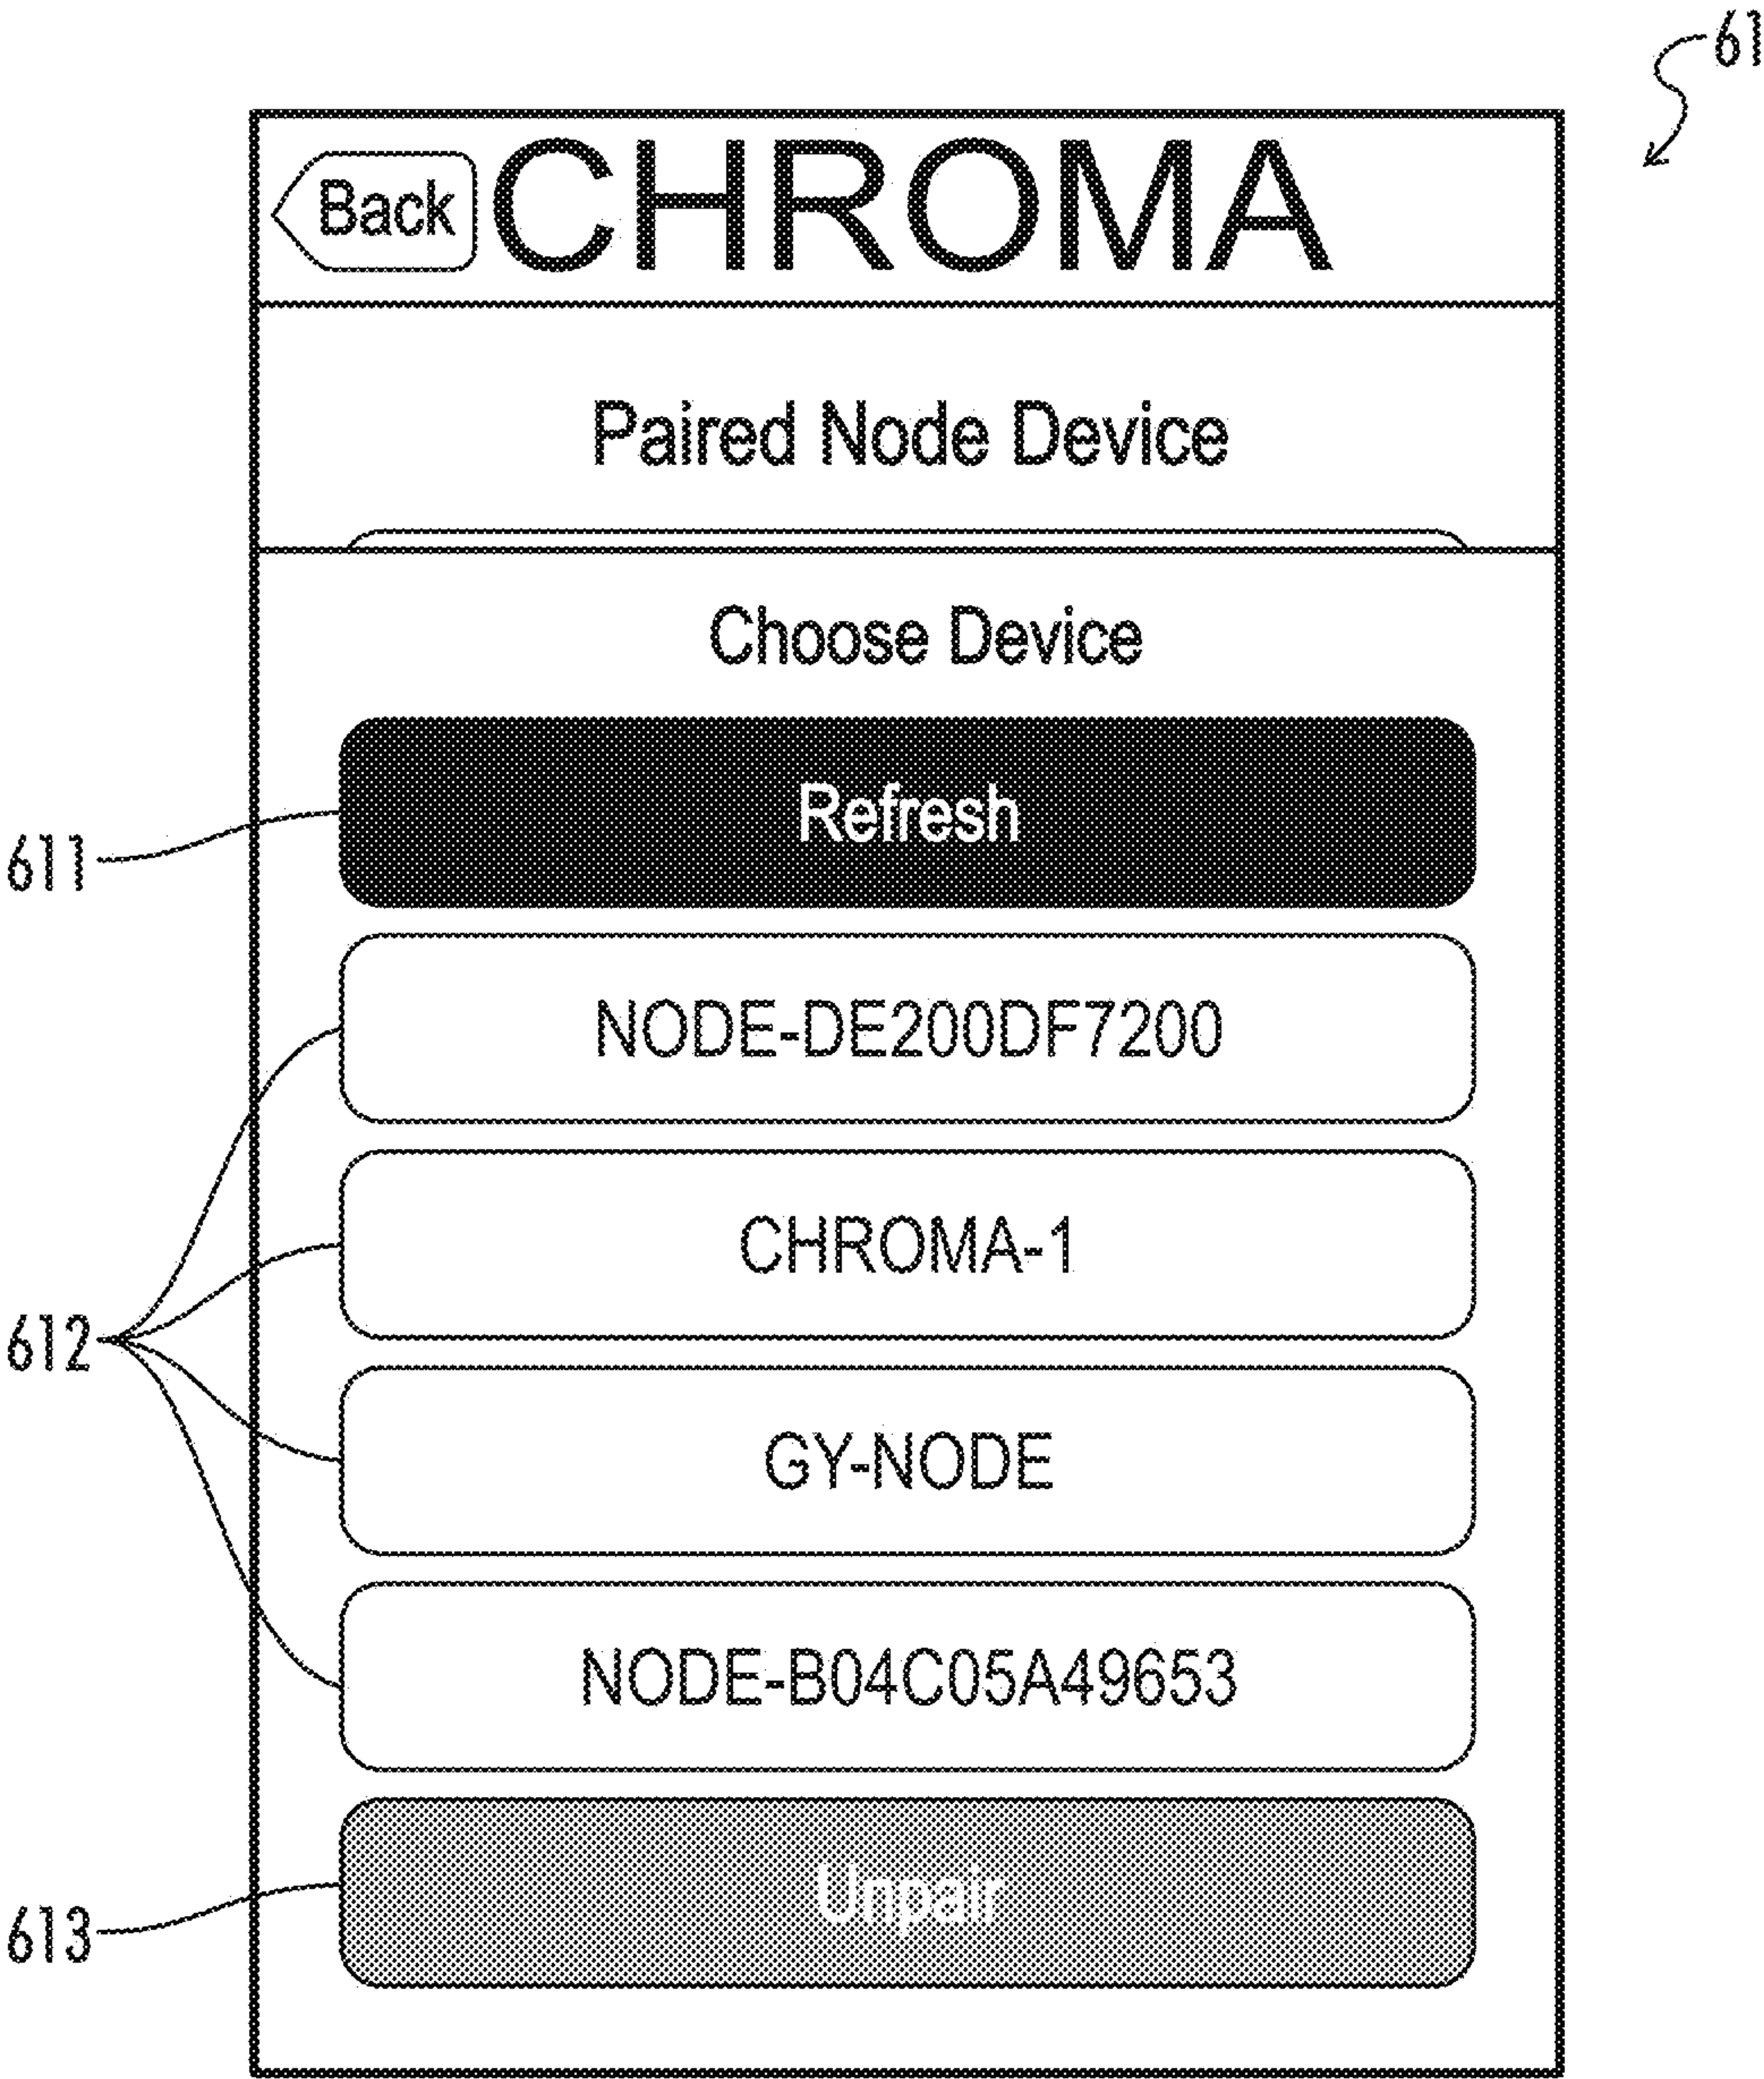 61
Back CHROMA
Paired Node Device
Choose Device
Refresh
611
NODE-DE200DF7200
CHROMA-1
612
GY-NODE
NODE-B04C05A49653
Unpair
613